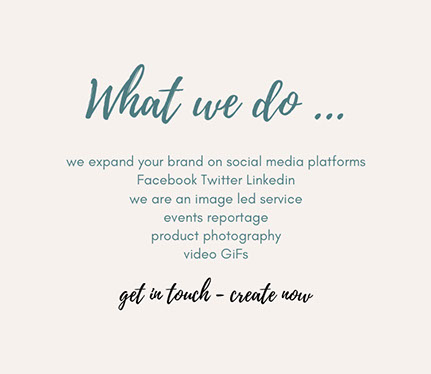 What we do ...
we expand your brand on social media platforms
Facebook Twitter Linkedin
we are an image led service
events reportage
product photography
video GiFs
get in touch - create now